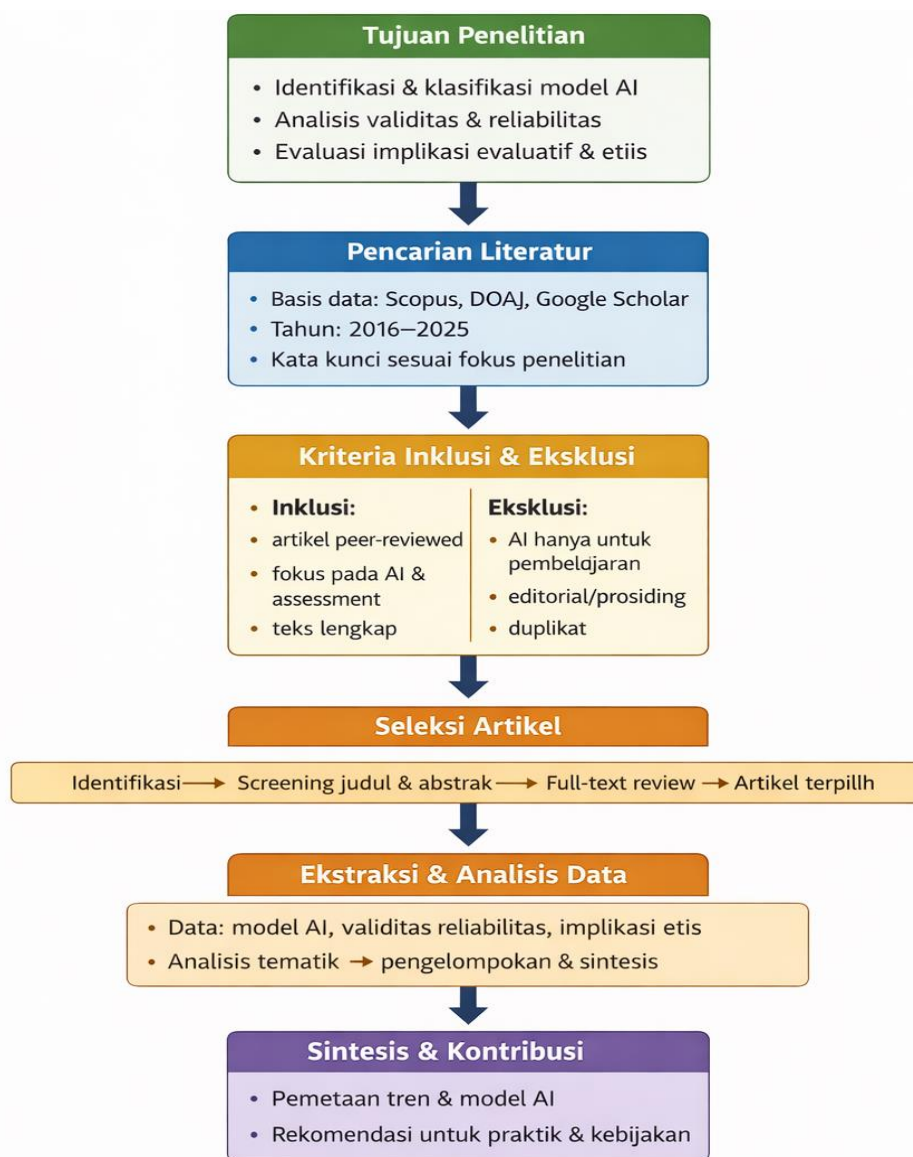 Tujuan Penelitian
• Identifikasi & klasifikasi model AI
• Analisis validitas & reliabilitas
• Evaluasi implikasi evaluatif & etiis
Pencarian Literatur
• Basis data: Scopus, DOAJ, Google Scholar
• Tahun: 2016–2025
• Kata kunci sesuai fokus penelitian
Kriteria Inklusi & Eksklusi
• Inklusi:
• artikel peer-reviewed
• fokus pada AI &
assessment
• teks lengkap
Eksklusi:
• AI hanya untuk
pembeldjaran
• editorial/prosiding
• duplikat
Seleksi Artikel
Identifikasi → Screening judul & abstrak → Full-text review → Artikel terpillh
Ekstraksi & Analisis Data
• Data: model AI, validitas reliabilitas, implikasi etis
• Analisis tematik → pengelompokan & sintesis
Sintesis & Kontribusi
• Pemetaan tren & model AI
• Rekomendasi untuk praktik & kebijakan